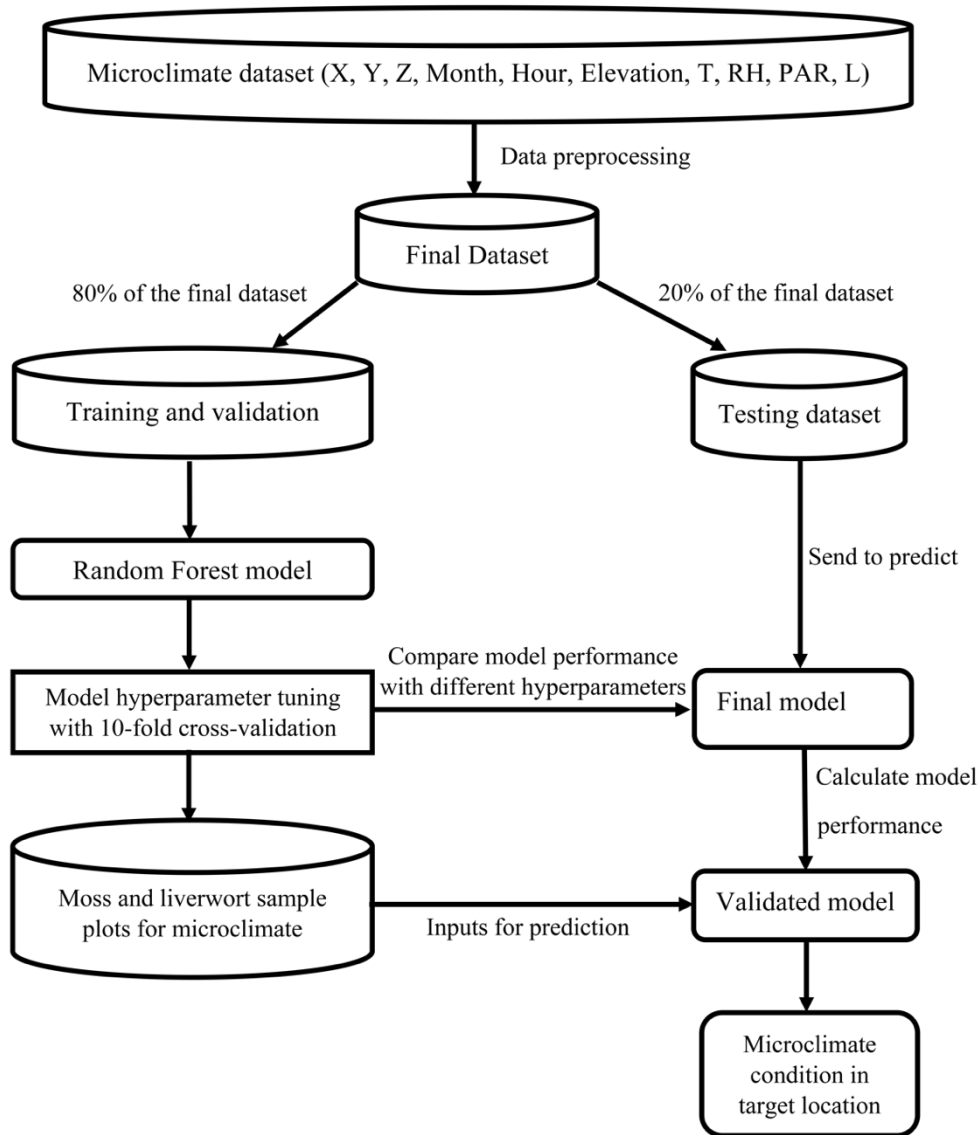 Microclimate dataset (X, Y, Z, Month, Hour, Elevation, T, RH, PAR, L)
Data preprocessing
Final Dataset
80% of the final dataset
20% of the final dataset
Training and validation
Testing dataset
Random Forest model
Send to predict
Compare model performance
with different hyperparameters
Model hyperparameter tuning
with 10-fold cross-validation
Final model
Calculate model
performance
Moss and liverwort sample
plots for microclimate
Inputs for prediction
Validated model
Microclimate
condition in
target location